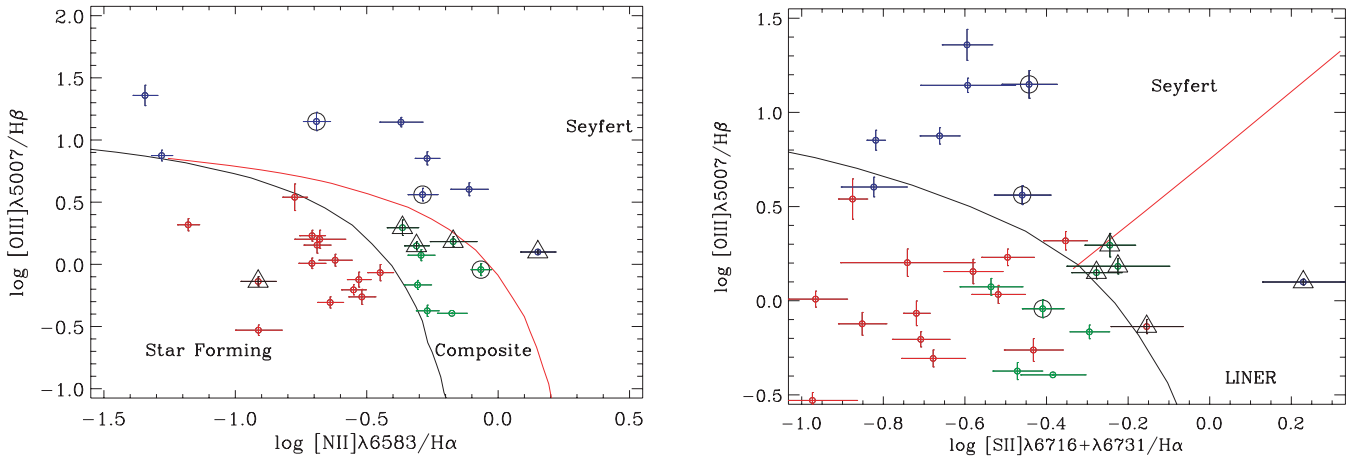 2.0
1.5
1.0
0.5
0.0
−0.5
−1.0
log [OIII]λ5007/Hβ
Seyfert
Star Forming
Composite
−1.5
−1.0
−0.5
0.0
0.5
log [NII]λ6583/Hα
1.5
1.0
0.5
0.0
−0.5
log [OIII]λ5007/Hβ
Seyfert
LINER
−1.0
−0.8
−0.6
−0.4
−0.2
0.0
0.2
log [SII]λ6716+λ6731/Hα